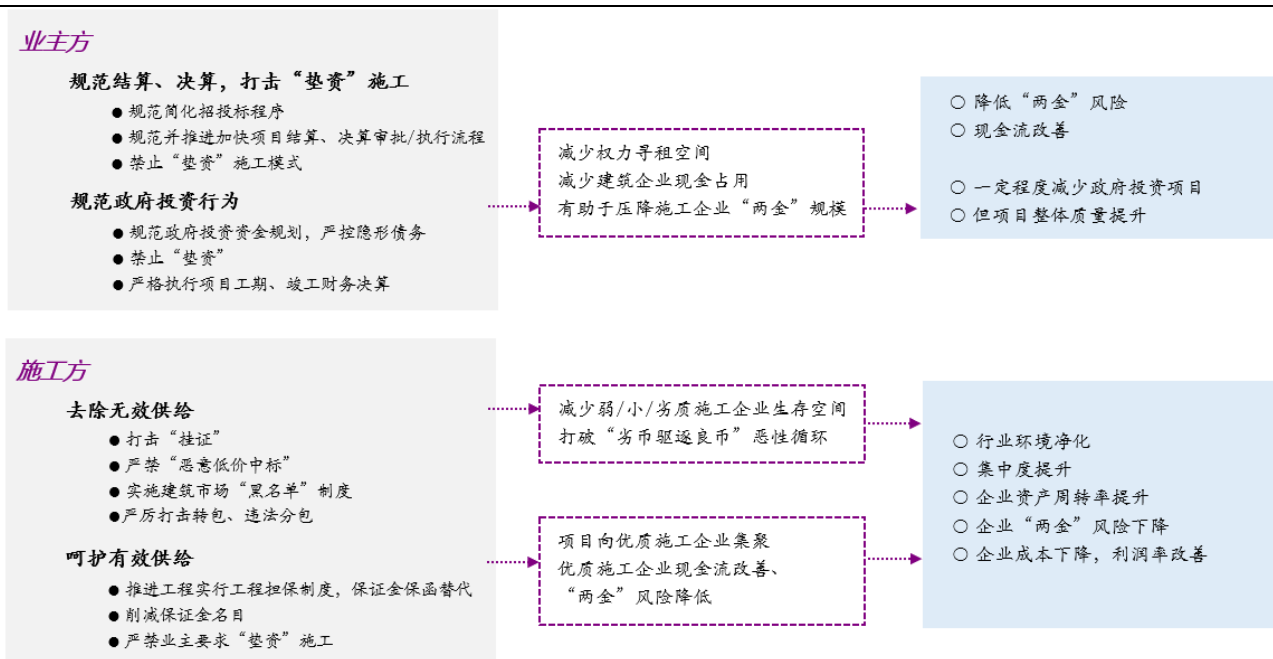 业主方
规范结算、决算，打击“垫资”施工
● 规范简化招投标程序
● 规范并推进加快项目结算、决算审批/执行流程
● 禁止“垫资”施工模式
规范政府投资行为
● 规范政府投资资金规划，严控隐形债务
● 禁止“垫资”
● 严格执行项目工期、竣工财务决算
减少权力寻租空间
减少建筑企业现金占用
有助于压降施工企业“两金”规模
○ 降低“两金”风险
○ 现金流改善
○ 一定程度减少政府投资项目
○ 但项目整体质量提升
施工方
去除无效供给
● 打击“挂证”
● 严禁“恶意低价中标”
● 实施建筑市场“黑名单”制度
●严厉打击转包、违法分包
呵护有效供给
● 推进工程实行工程担保制度，保证金保函替代
● 削减保证金名目
● 严禁业主要求“垫资”施工
减少弱/小/劣质施工企业生存空间
打破“劣币驱逐良币”恶性循环
项目向优质施工企业集聚
优质施工企业现金流改善、
“两金”风险降低
○ 行业环境净化
○ 集中度提升
○ 企业资产周转率提升
○ 企业“两金”风险下降
○ 企业成本下降，利润率改善